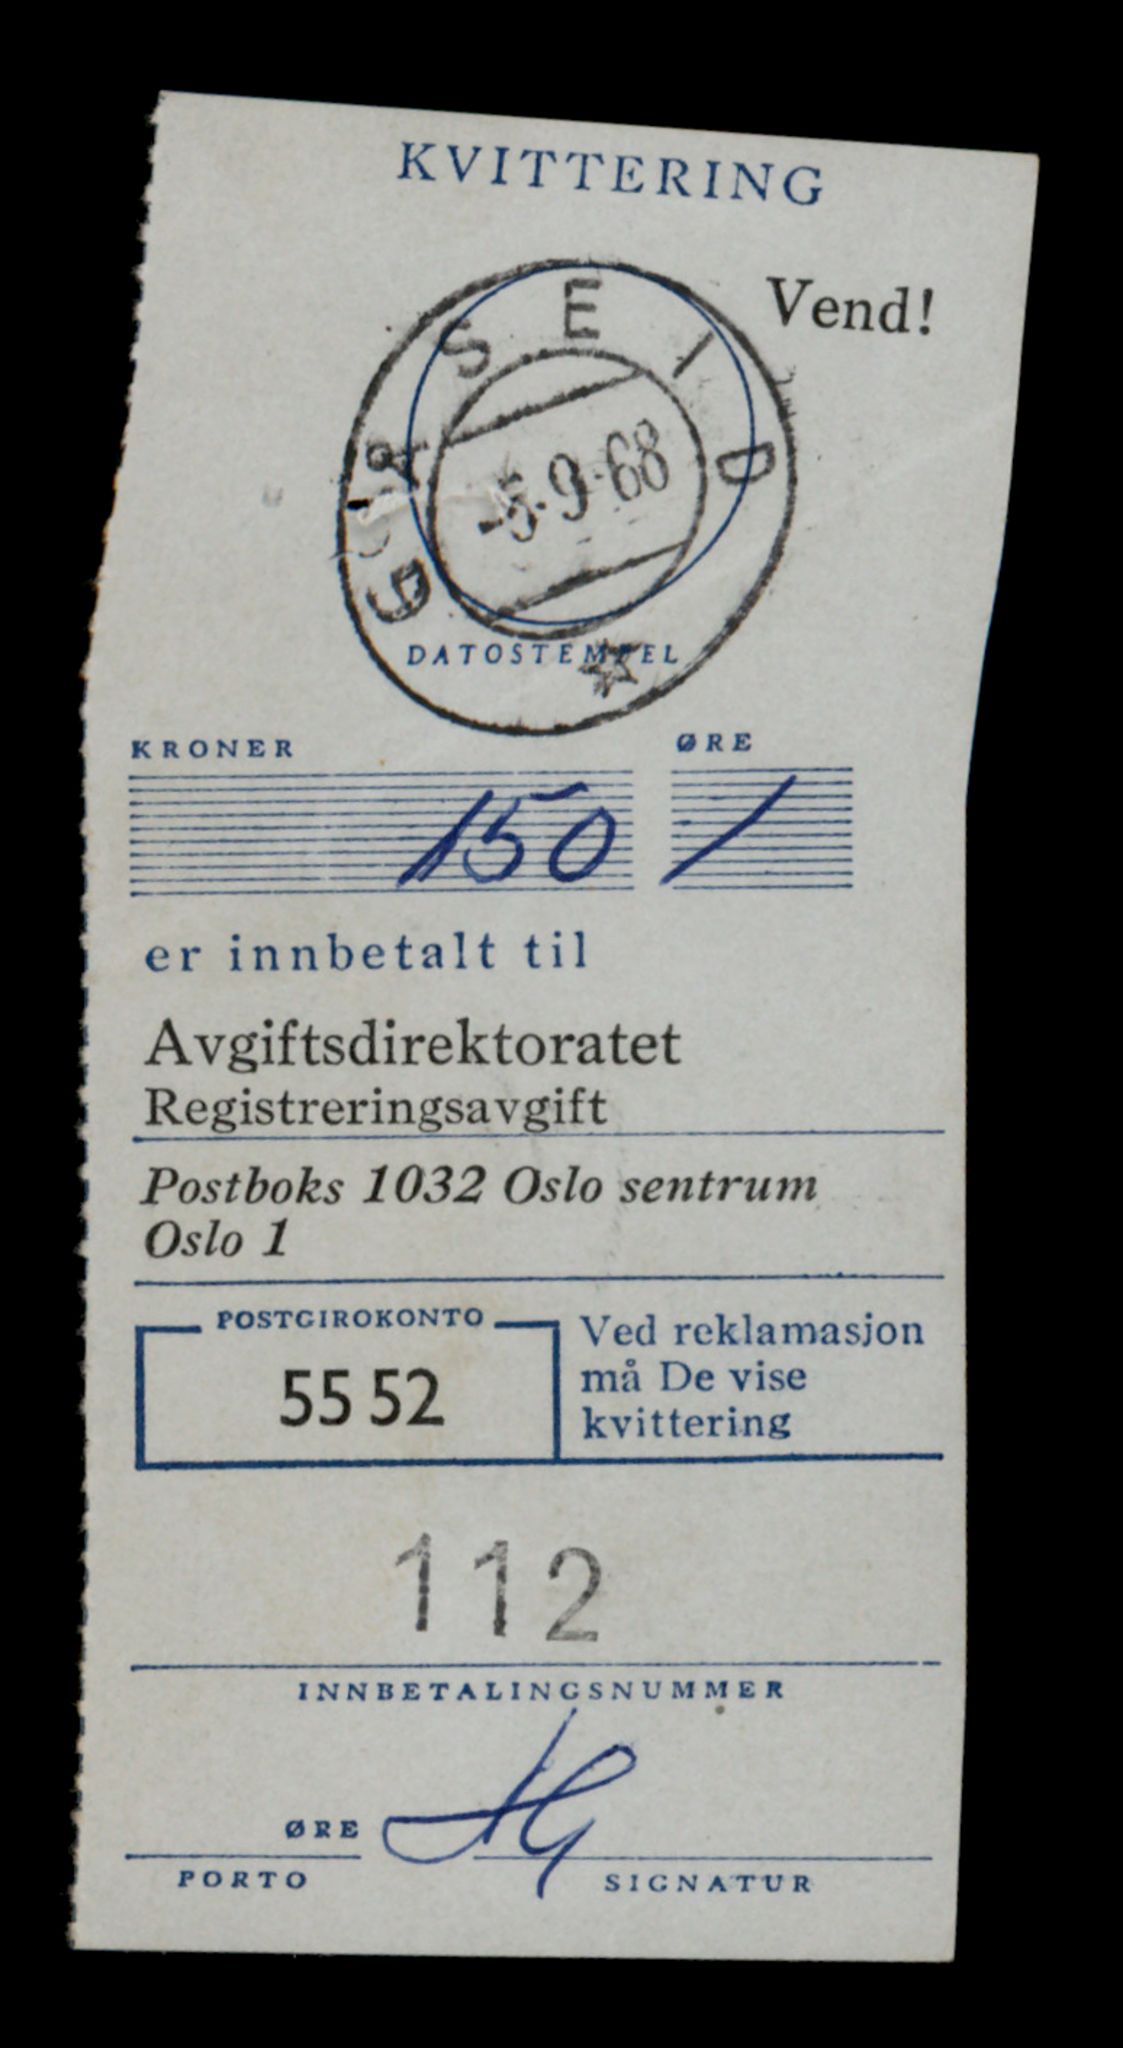 KVITTERING
Vend!
GJÅSEID
-5.9.68
DATOSTEMPEL
KRONER ØRE
150 /
er innbetalt til
Avgiftsdirektoratet
Registreringsavgift
Postboks 1032 Oslo sentrum
Oslo 1
POSTGIROKONTO
55 52
Ved reklamasjon
må De vise
kvittering
112
INNBETALINGSNUMMER
ØRE
PORTO SIGNATUR